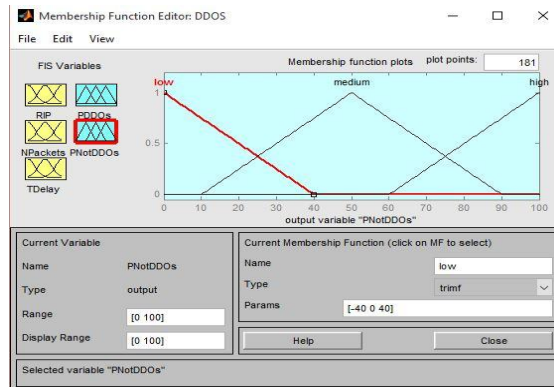 Membership Function Editor: DDOS
File Edit View
FIS Variables
Membership function plots plot points: 181
RIP PDDOs
NPackets PNotDDOs
TDelay
low medium high
1
0.5
0
0 10 20 30 40 50 60 70 80 90 100
output variable "PNotDDOs"
Current Variable
Name PNotDDOs
Type output
Range [0 100]
Display Range [0 100]
Current Membership Function (click on MF to select)
Name low
Type trimf
Params [-40 0 40]
Help Close
Selected variable "PNotDDOs"